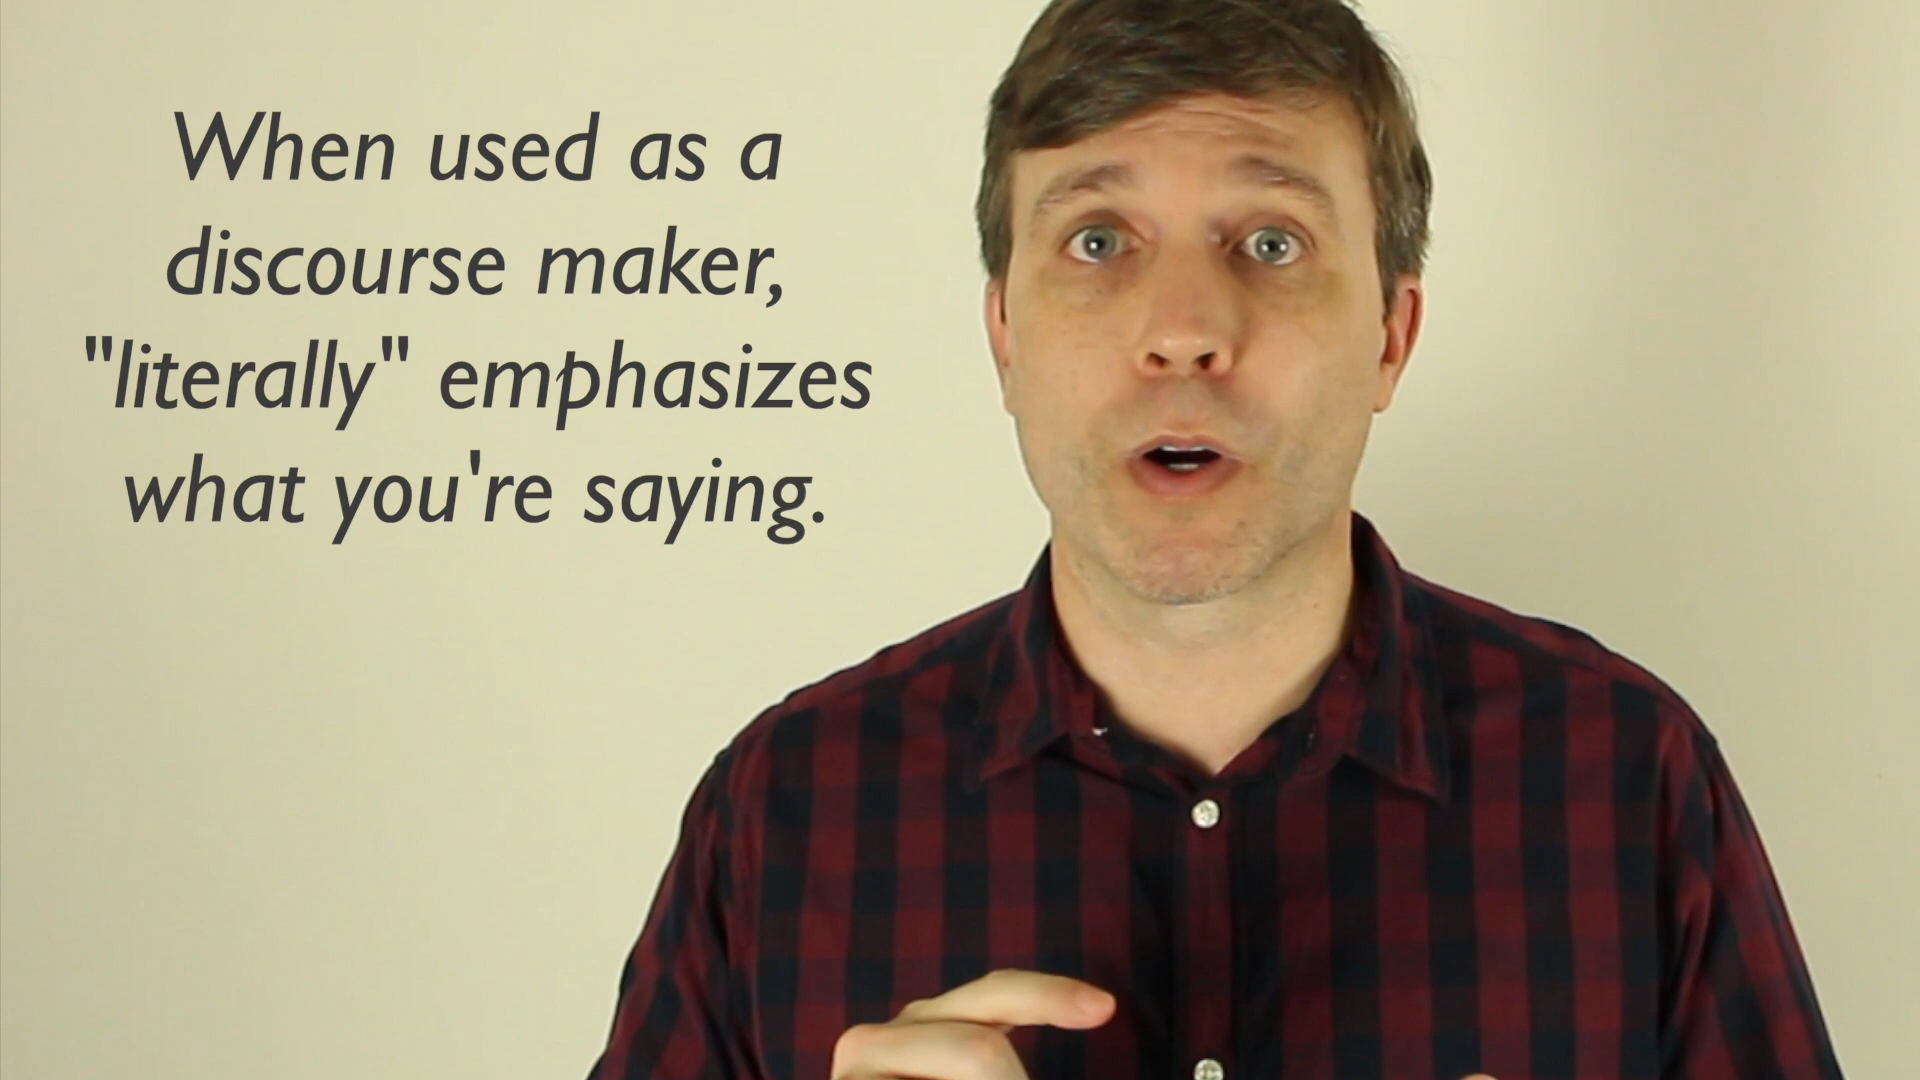 When used as a
discourse maker,
"literally" emphasizes
what you're saying.